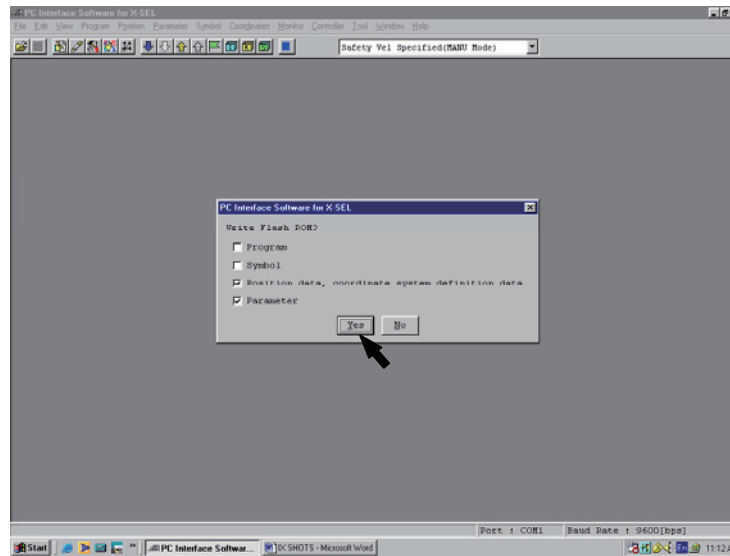 PC Interface Software for X-SEL
File Edit View Program Position Parameter Symbol Coordinates Monitor Controller Tool Window Help
Safety Vel Specified(MANU Mode)
PC Interface Software for X-SEL
Write Flash ROM?
Program
Symbol
Position data, coordinate system definition data
Parameter
Yes No
Port : COM1 Baud Rate : 9600[bps]
Start PC Interface Softwar... IX SHOTS - Microsoft Word 11:12